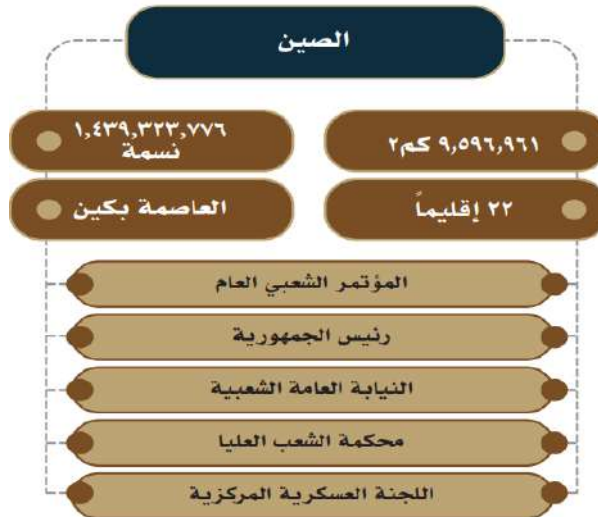 الصين
٩,٥٩٦,٩٦١ كم٢
١,٤٣٩,٣٢٣,٧٧٦
نسمة
٢٢ إقليماً
العاصمة بكين
المؤتمر الشعبي العام
رئيس الجمهورية
النيابة العامة الشعبية
محكمة الشعب العليا
اللجنة العسكرية المركزية